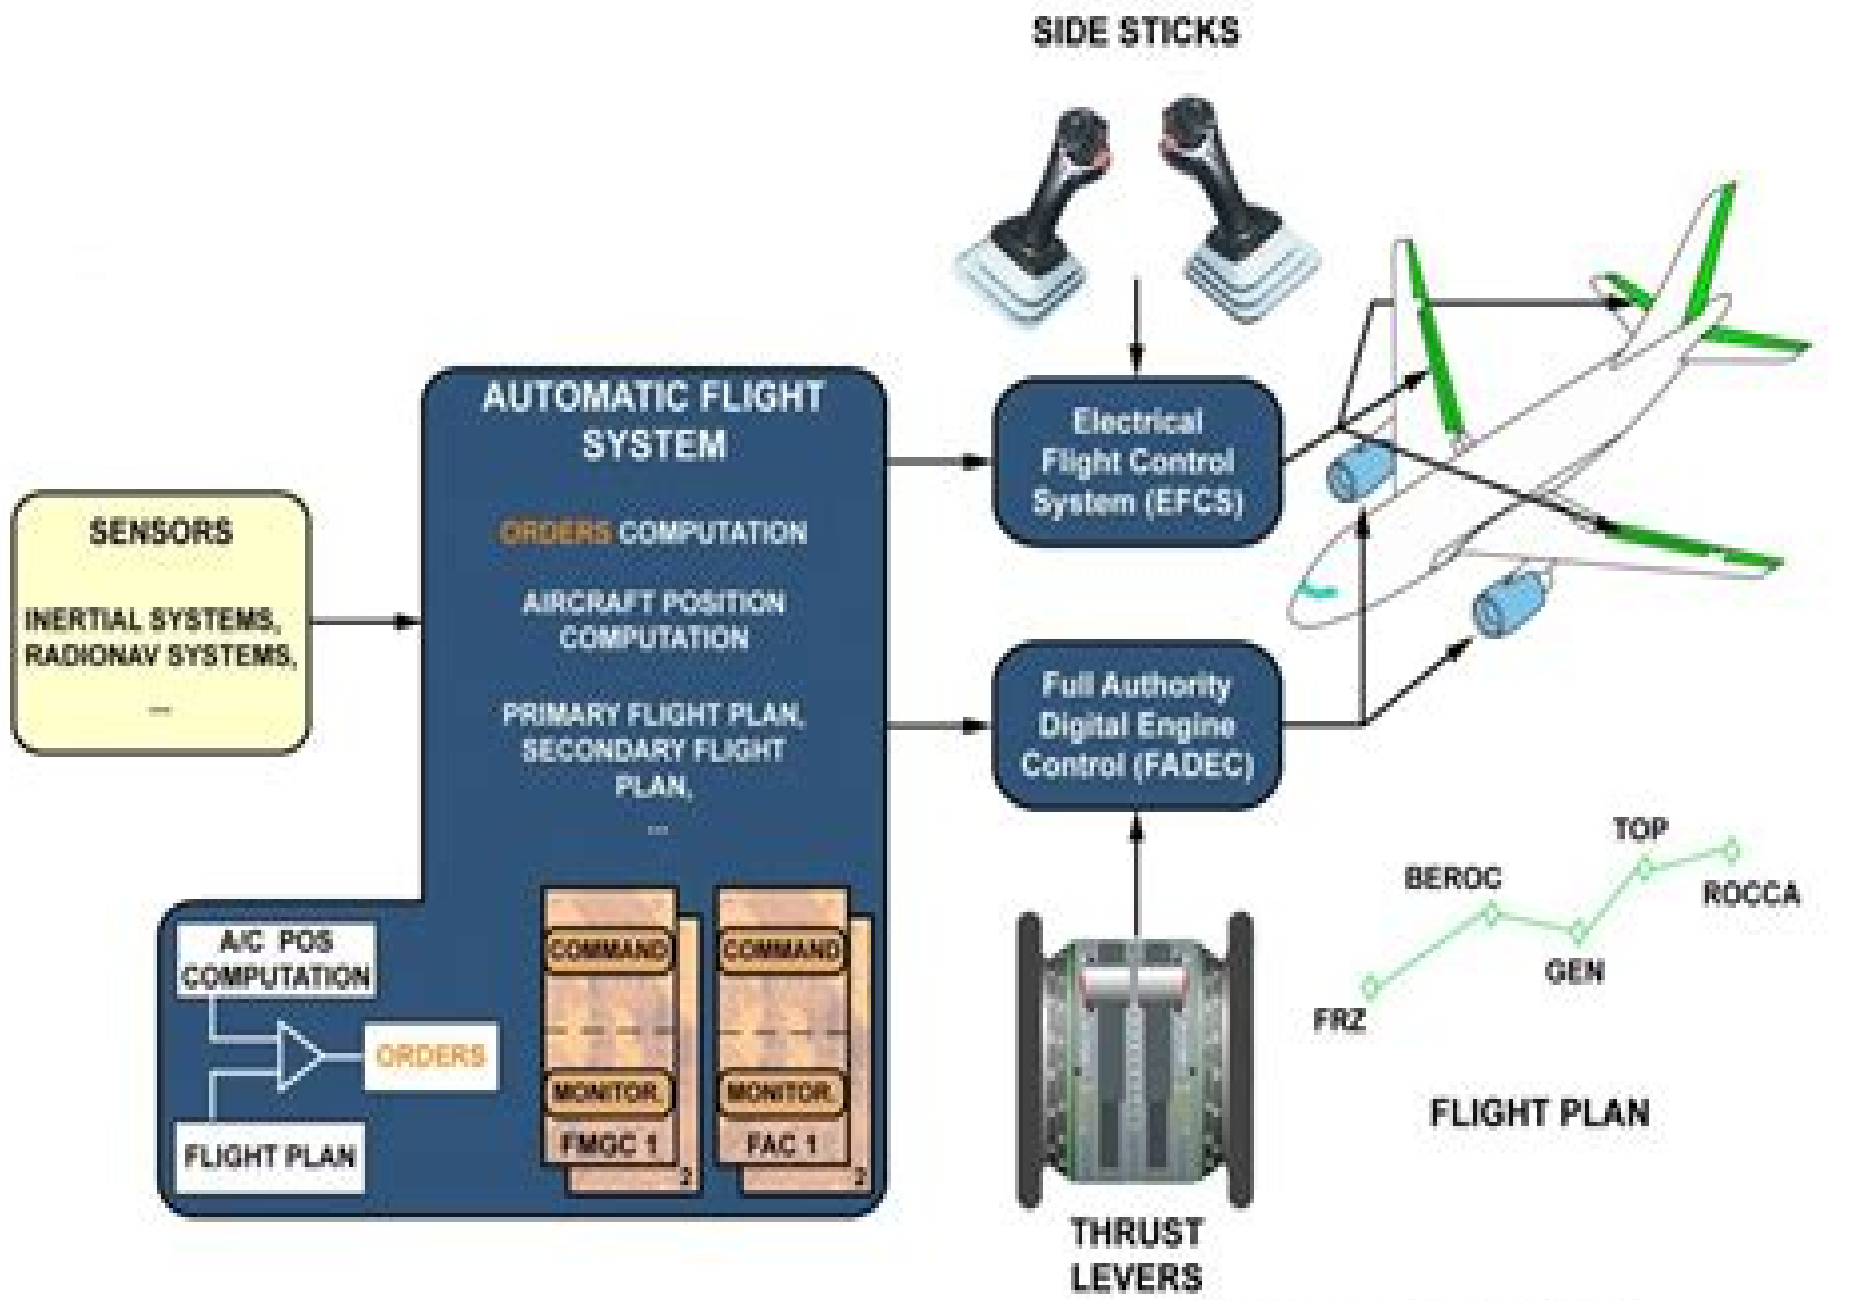 SIDE STICKS
AUTOMATIC FLIGHT
SYSTEM
ORDERS COMPUTATION
AIRCRAFT POSITION
COMPUTATION
PRIMARY FLIGHT PLAN,
SECONDARY FLIGHT
PLAN,
...
SENSORS
INERTIAL SYSTEMS,
RADIONAV SYSTEMS,
...
Electrical
Flight Control
System (EFCS)
Full Authority
Digital Engine
Control (FADEC)
A/C POS
COMPUTATION
ORDERS
FLIGHT PLAN
COMMAND
MONITOR.
FMGC 1
2
COMMAND
MONITOR.
FAC 1
2
THRUST
LEVERS
TOP
BEROC
ROCCA
GEN
FRZ
FLIGHT PLAN